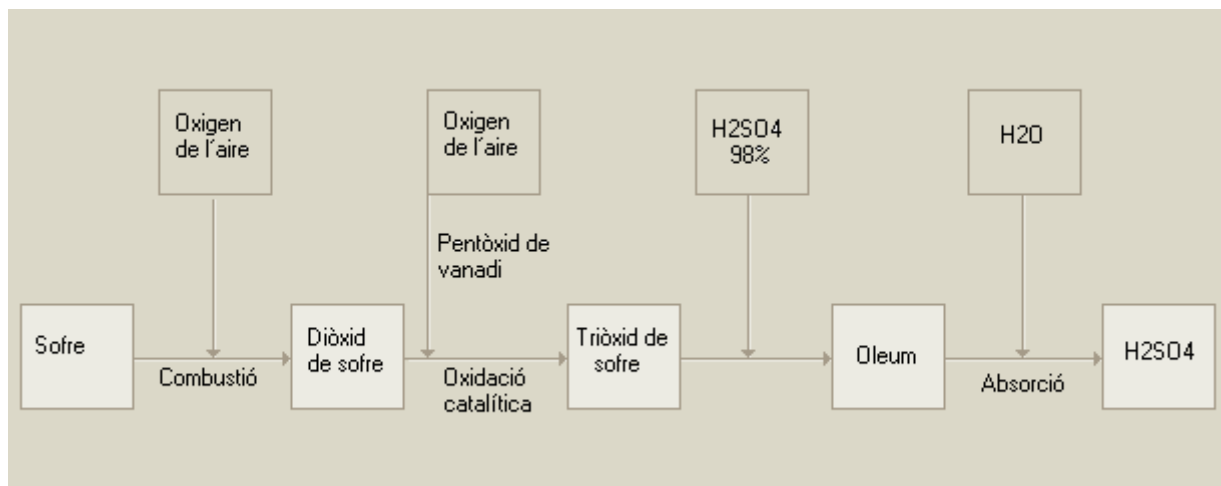 Oxigen
de l´aire
Oxigen
de l´aire
H2SO4
98%
H2O
Pentòxid de
vanadi
Sofre
Combustió
Diòxid
de sofre
Oxidació
catalítica
Triòxid de
sofre
Oleum
Absorció
H2SO4